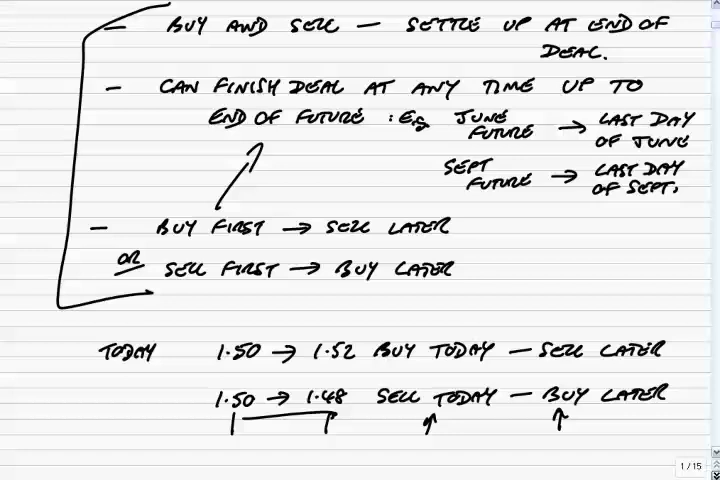 — BUY AND SELL — SETTLE UP AT END OF
DEAL.
— CAN FINISH DEAL AT ANY TIME UP TO
END OF FUTURE : E.g. JUNE FUTURE → LAST DAY OF JUNE
SEPT FUTURE → LAST DAY OF SEPT.
— BUY FIRST → SELL LATER
OR SELL FIRST → BUY LATER
TODAY 1.50 → 1.52 BUY TODAY — SELL LATER
1.50 → 1.48 SELL TODAY — BUY LATER
1 / 15